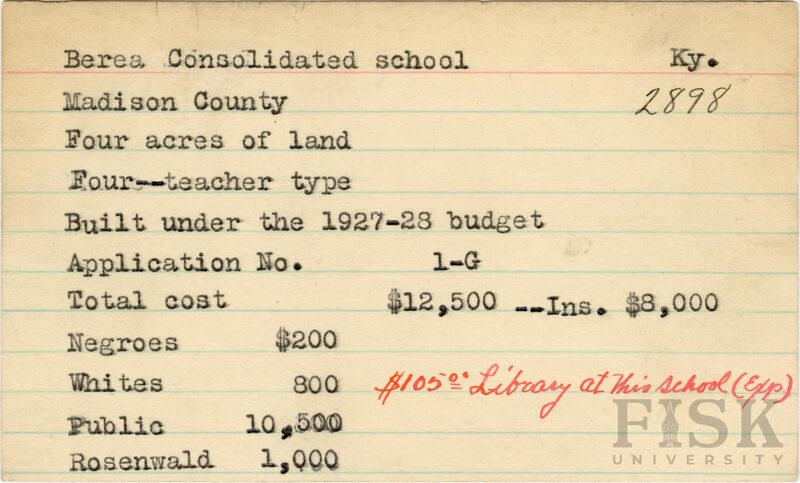 Berea Consolidated school Ky.
Madison County 2898
Four acres of land
Four--teacher type
Built under the 1927-28 budget
Application No. 1-G
Total cost $12,500 --Ins. $8,000
Negroes $200
Whites 800 $105.00 Library at this school (Exp)
Public 10,500
Rosenwald 1,000
FISK
UNIVERSITY